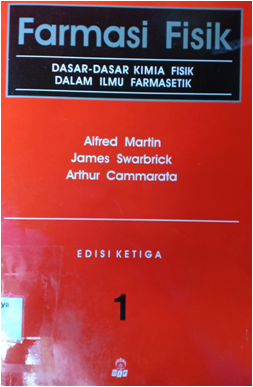 Farmasi Fisik
DASAR-DASAR KIMIA FISIK
DALAM ILMU FARMASETIK
Alfred Martin
James Swarbrick
Arthur Cammarata
EDISI KETIGA
1